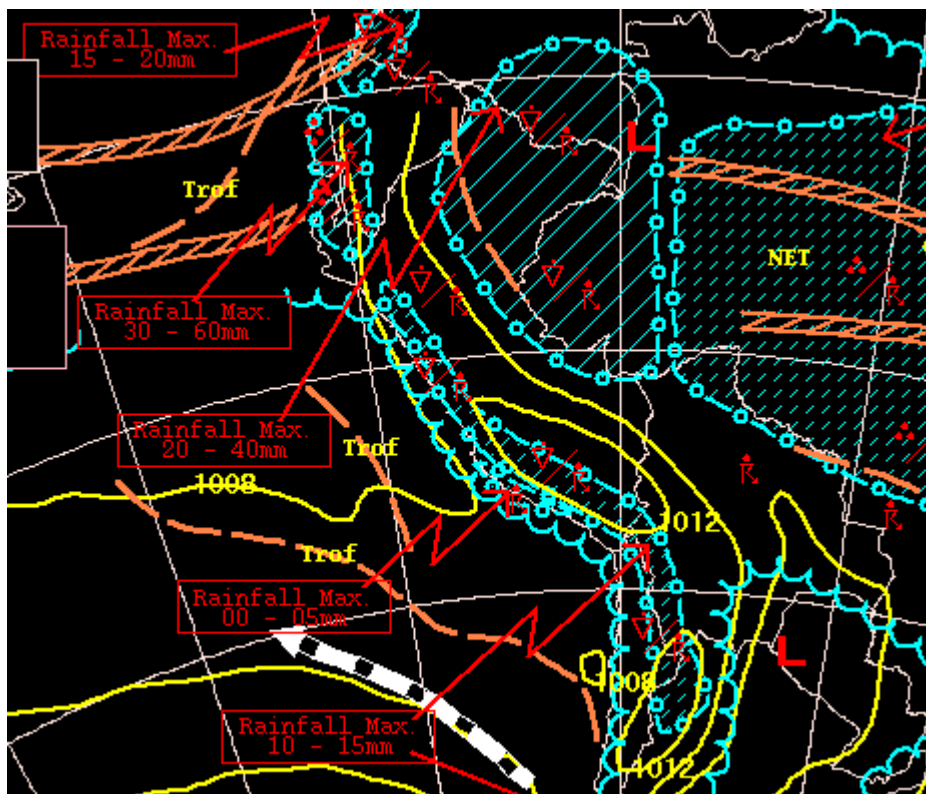 Rainfall Max.
15 - 20mm
L
Trof
NET
Rainfall Max.
30 - 60mm
Rainfall Max.
20 - 40mm
Trof
1008
1012
Trof
Rainfall Max.
00 - 05mm
L
1008
Rainfall Max.
10 - 15mm
1012